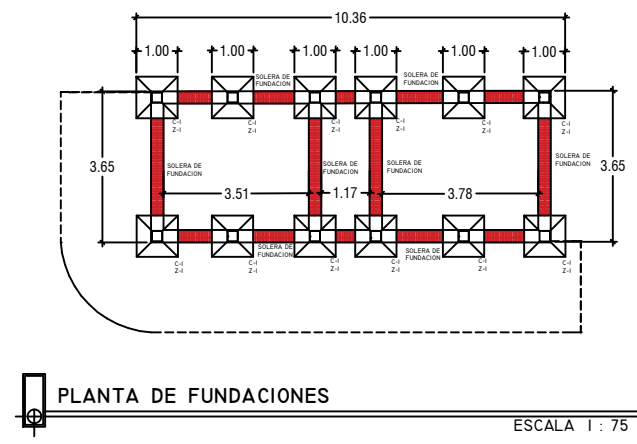 10.36
1.00 1.00 1.00 1.00 1.00 1.00
SOLERA DE
FUNDACION
SOLERA DE
FUNDACION
C-I
Z-I
C-I
Z-I
C-I
Z-I
C-I
Z-I
C-I
Z-I
C-I
Z-I
3.65
SOLERA DE
FUNDACION
SOLERA DE
FUNDACION
SOLERA DE
FUNDACION
SOLERA DE
FUNDACION
3.65
3.51
1.17
3.78
SOLERA DE
FUNDACION
SOLERA DE
FUNDACION
C-I
Z-I
C-I
Z-I
C-I
Z-I
C-I
Z-I
C-I
Z-I
C-I
Z-I
PLANTA DE FUNDACIONES
ESCALA I : 75